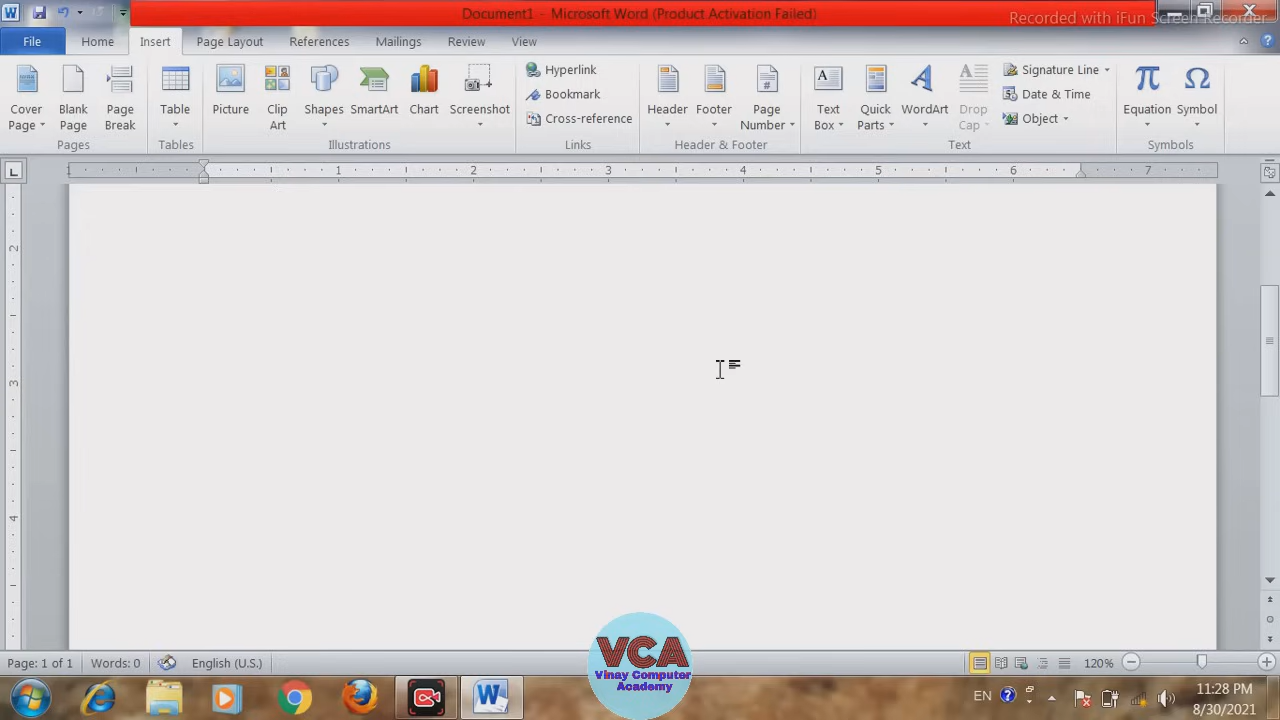 Document1 - Microsoft Word (Product Activation Failed)
Recorded with iFun Screen Recorder
File Home Insert Page Layout References Mailings Review View
Cover Page
Blank Page
Page Break
Table
Picture
Clip Art
Shapes
SmartArt
Chart
Screenshot
Hyperlink
Bookmark
Cross-reference
Header
Footer
Page Number
Text Box
Quick Parts
WordArt
Drop Cap
Signature Line
Date & Time
Object
Equation
Symbol
Pages Tables Illustrations Links Header & Footer Text Symbols
1 1 2 3 4 5 6 7
2
3
4
VCA
Vinay Computer
Academy
Page: 1 of 1 Words: 0 English (U.S.) 120%
EN 11:28 PM
8/30/2021